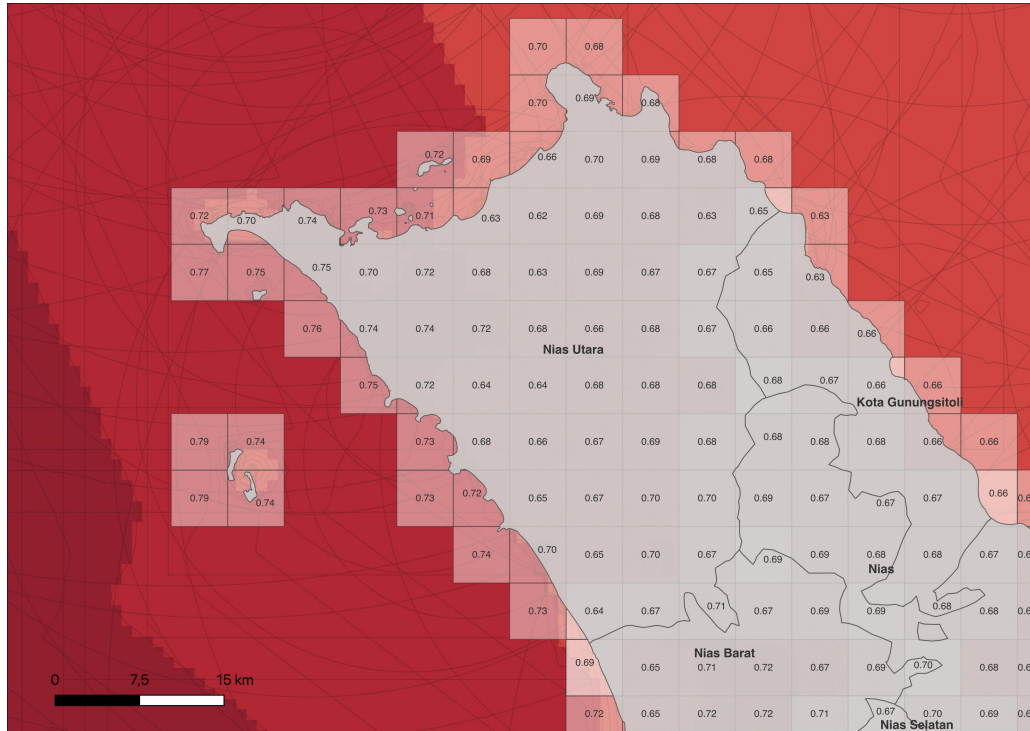 0.70 0.68
0.70 0.69 0.68
0.72 0.69 0.66 0.70 0.69 0.68 0.68
0.72 0.70 0.74 0.73 0.71 0.63 0.62 0.69 0.68 0.63 0.65 0.63
0.77 0.75 0.75 0.70 0.72 0.68 0.63 0.69 0.67 0.67 0.65 0.63
0.76 0.74 0.74 0.72 0.68 0.66 0.68 0.67 0.66 0.66 0.66
Nias Utara
0.75 0.72 0.64 0.64 0.68 0.68 0.68 0.68 0.67 0.66 0.66
Kota Gunungsitoli
0.79 0.74 0.73 0.68 0.66 0.67 0.69 0.68 0.68 0.68 0.68 0.66 0.66
0.79 0.74 0.73 0.72 0.65 0.67 0.70 0.70 0.69 0.67 0.67 0.67 0.66
0.74 0.70 0.65 0.70 0.67 0.69 0.69 0.68 0.68 0.67
Nias
0.73 0.64 0.67 0.71 0.67 0.69 0.69 0.68 0.68
Nias Barat
0.69 0.65 0.71 0.72 0.67 0.69 0.70 0.68
0 7,5 15 km
0.72 0.65 0.72 0.72 0.71 0.67 0.70 0.69
Nias Selatan